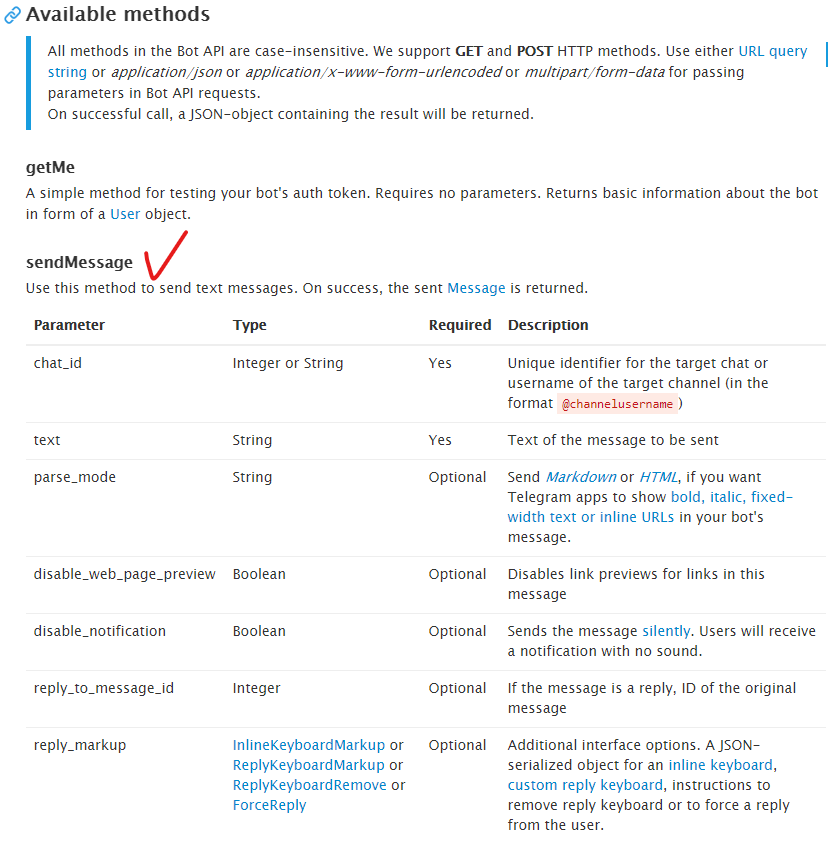 Available methods
All methods in the Bot API are case-insensitive. We support GET and POST HTTP methods. Use either URL query
string or application/json or application/x-www-form-urlencoded or multipart/form-data for passing
parameters in Bot API requests.
On successful call, a JSON-object containing the result will be returned.
getMe
A simple method for testing your bot's auth token. Requires no parameters. Returns basic information about the bot
in form of a User object.
sendMessage
Use this method to send text messages. On success, the sent Message is returned.
Parameter Type Required Description
chat_id Integer or String Yes Unique identifier for the target chat or
username of the target channel (in the
format @channelusername)
text String Yes Text of the message to be sent
parse_mode String Optional Send Markdown or HTML, if you want
Telegram apps to show bold, italic, fixed-
width text or inline URLs in your bot's
message.
disable_web_page_preview Boolean Optional Disables link previews for links in this
message
disable_notification Boolean Optional Sends the message silently. Users will receive
a notification with no sound.
reply_to_message_id Integer Optional If the message is a reply, ID of the original
message
reply_markup InlineKeyboardMarkup or Optional Additional interface options. A JSON-
ReplyKeyboardMarkup or serialized object for an inline keyboard,
ReplyKeyboardRemove or custom reply keyboard, instructions to
ForceReply remove reply keyboard or to force a reply
from the user.